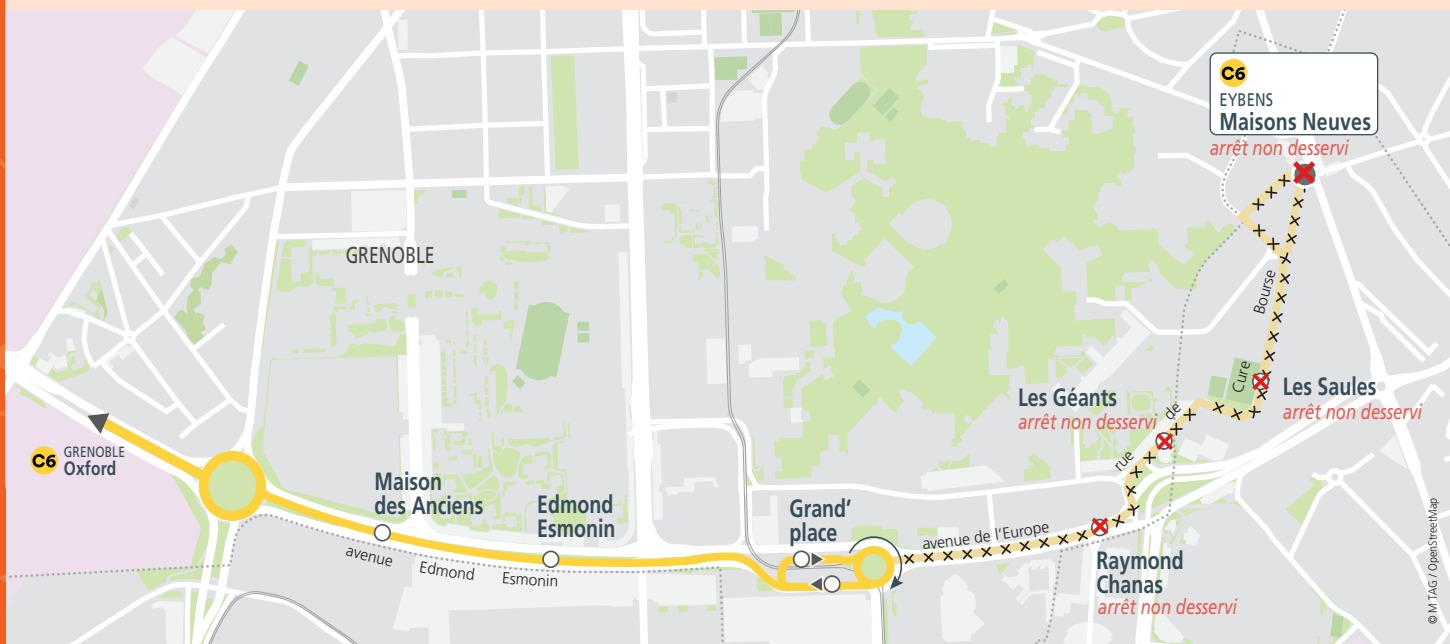 C6
EYBENS
Maisons Neuves
arrêt non desservi
GRENOBLE
Bourse
Cure
de
rue
Les Géants
arrêt non desservi
Les Saules
arrêt non desservi
C6
GRENOBLE
Oxford
Maison
des Anciens
Edmond
Esmonin
Grand'
place
avenue de l'Europe
avenue Edmond Esmonin
Raymond
Chanas
arrêt non desservi
© M TAG / OpenStreetMap